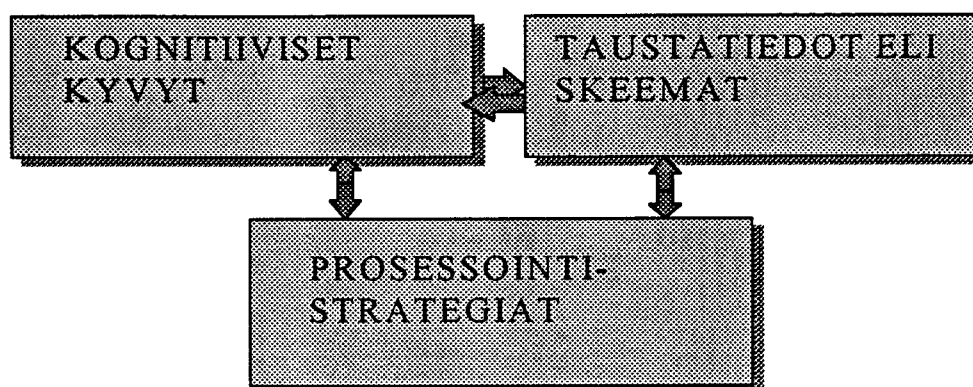 KOGNITIIVISET
KYVYT
TAUSTATIEDOT ELI
SKEEMAT
PROSESSOINTI-
STRATEGIAT